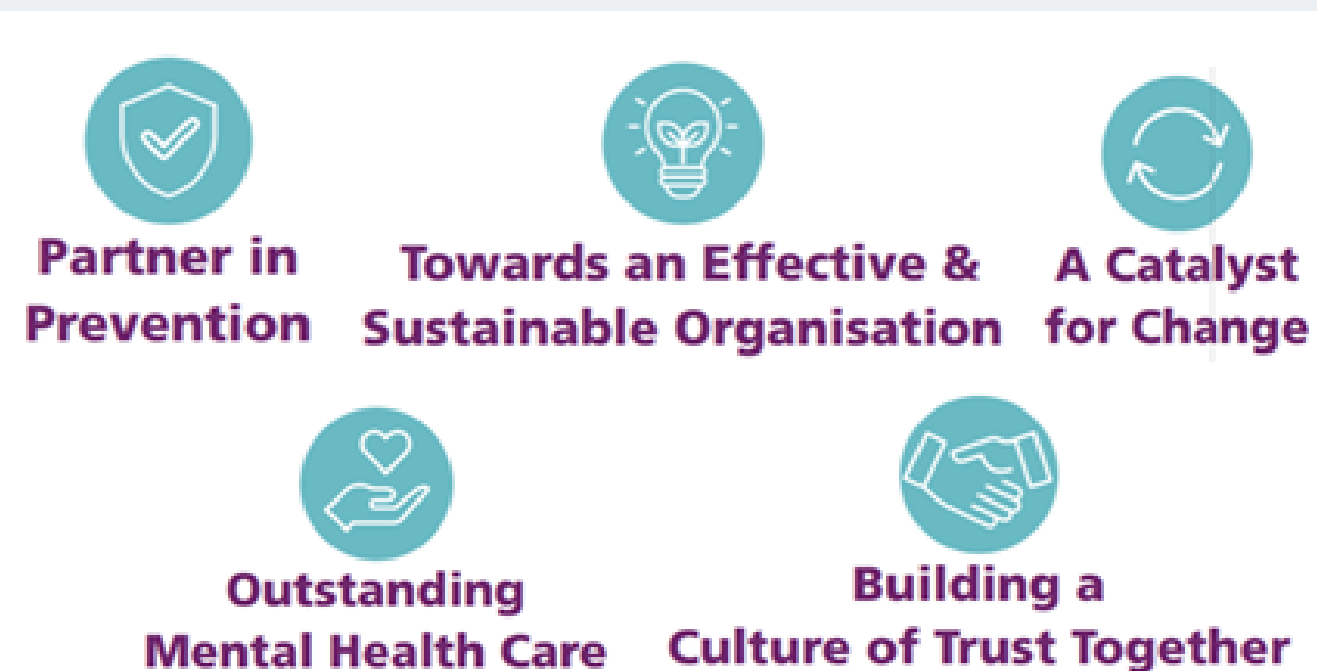 Partner in
Prevention
Towards an Effective &
Sustainable Organisation
A Catalyst
for Change
Outstanding
Mental Health Care
Building a
Culture of Trust Together